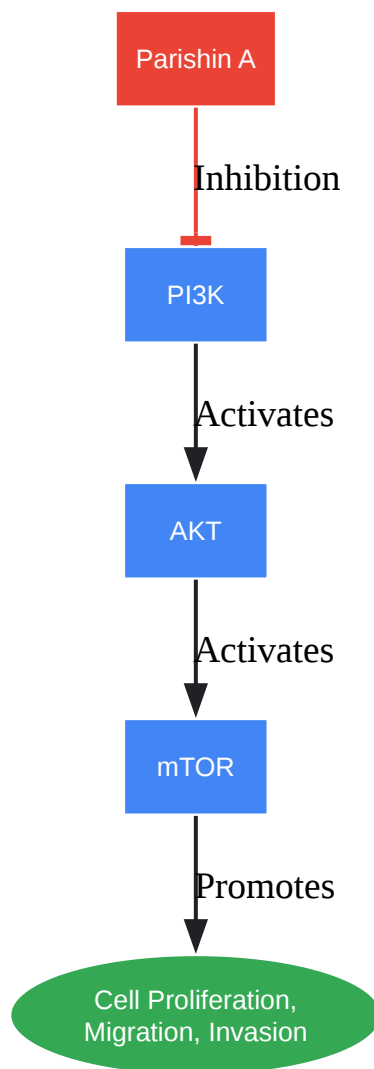 Parishin A
Inhibition
PI3K
Activates
AKT
Activates
mTOR
Promotes
Cell Proliferation,
Migration, Invasion